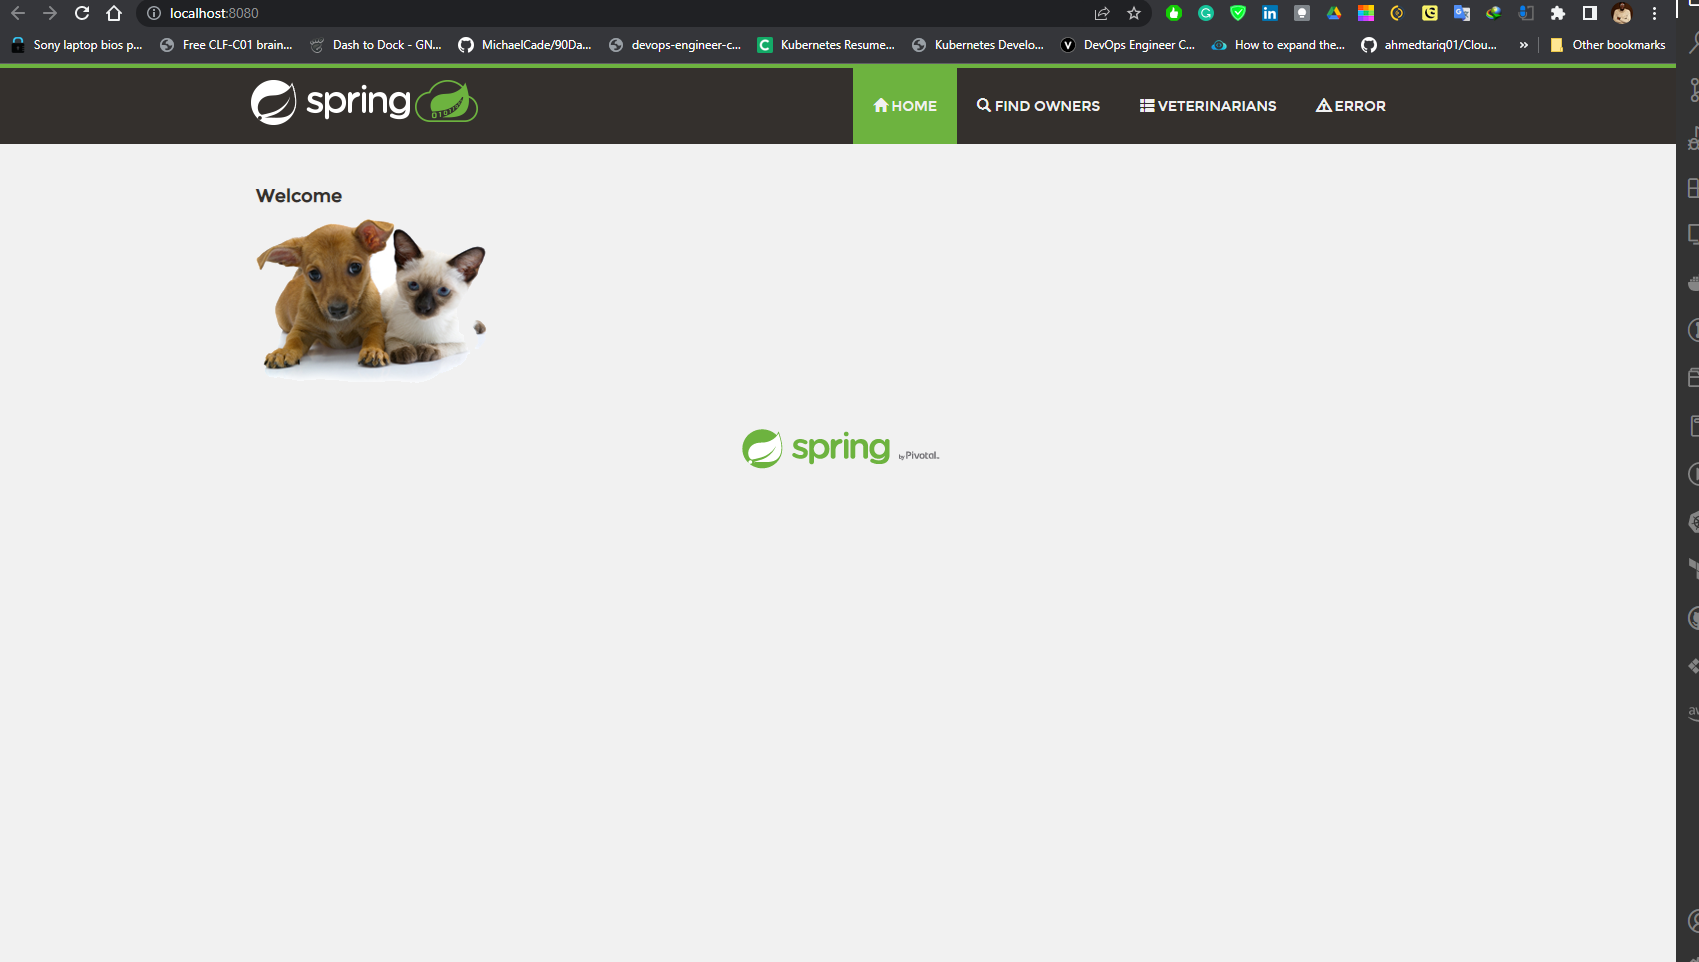 localhost:8080
Sony laptop bios p... Free CLF-C01 brain... Dash to Dock - GN... MichaelCade/90Da... devops-engineer-c... Kubernetes Resume... Kubernetes Develo... DevOps Engineer C... How to expand the... ahmedtariq01/Clou... » Other bookmarks
spring HOME FIND OWNERS VETERINARIANS ERROR
Welcome
spring by Pivotal.